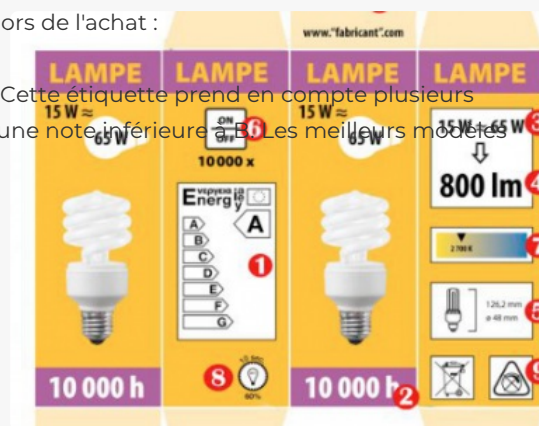 ors de l'achat :
www."fabricant".com
LAMPE
LAMPE
LAMPE
LAMPE
Cette étiquette prend en compte plusieurs
une note inférieure à B. Les meilleurs modèles
15 W ≈
65 W
ON
OFF
6
10 000 x
15 W ≈
65 W
15 W ≈ 65 W
3
800 lm
4
Energ
A
A
B
C
D
E
F
G
1
2 700 K
7
126,2 mm
ø 48 mm
5
10 000 h
8
60%
10 000 h
2
9